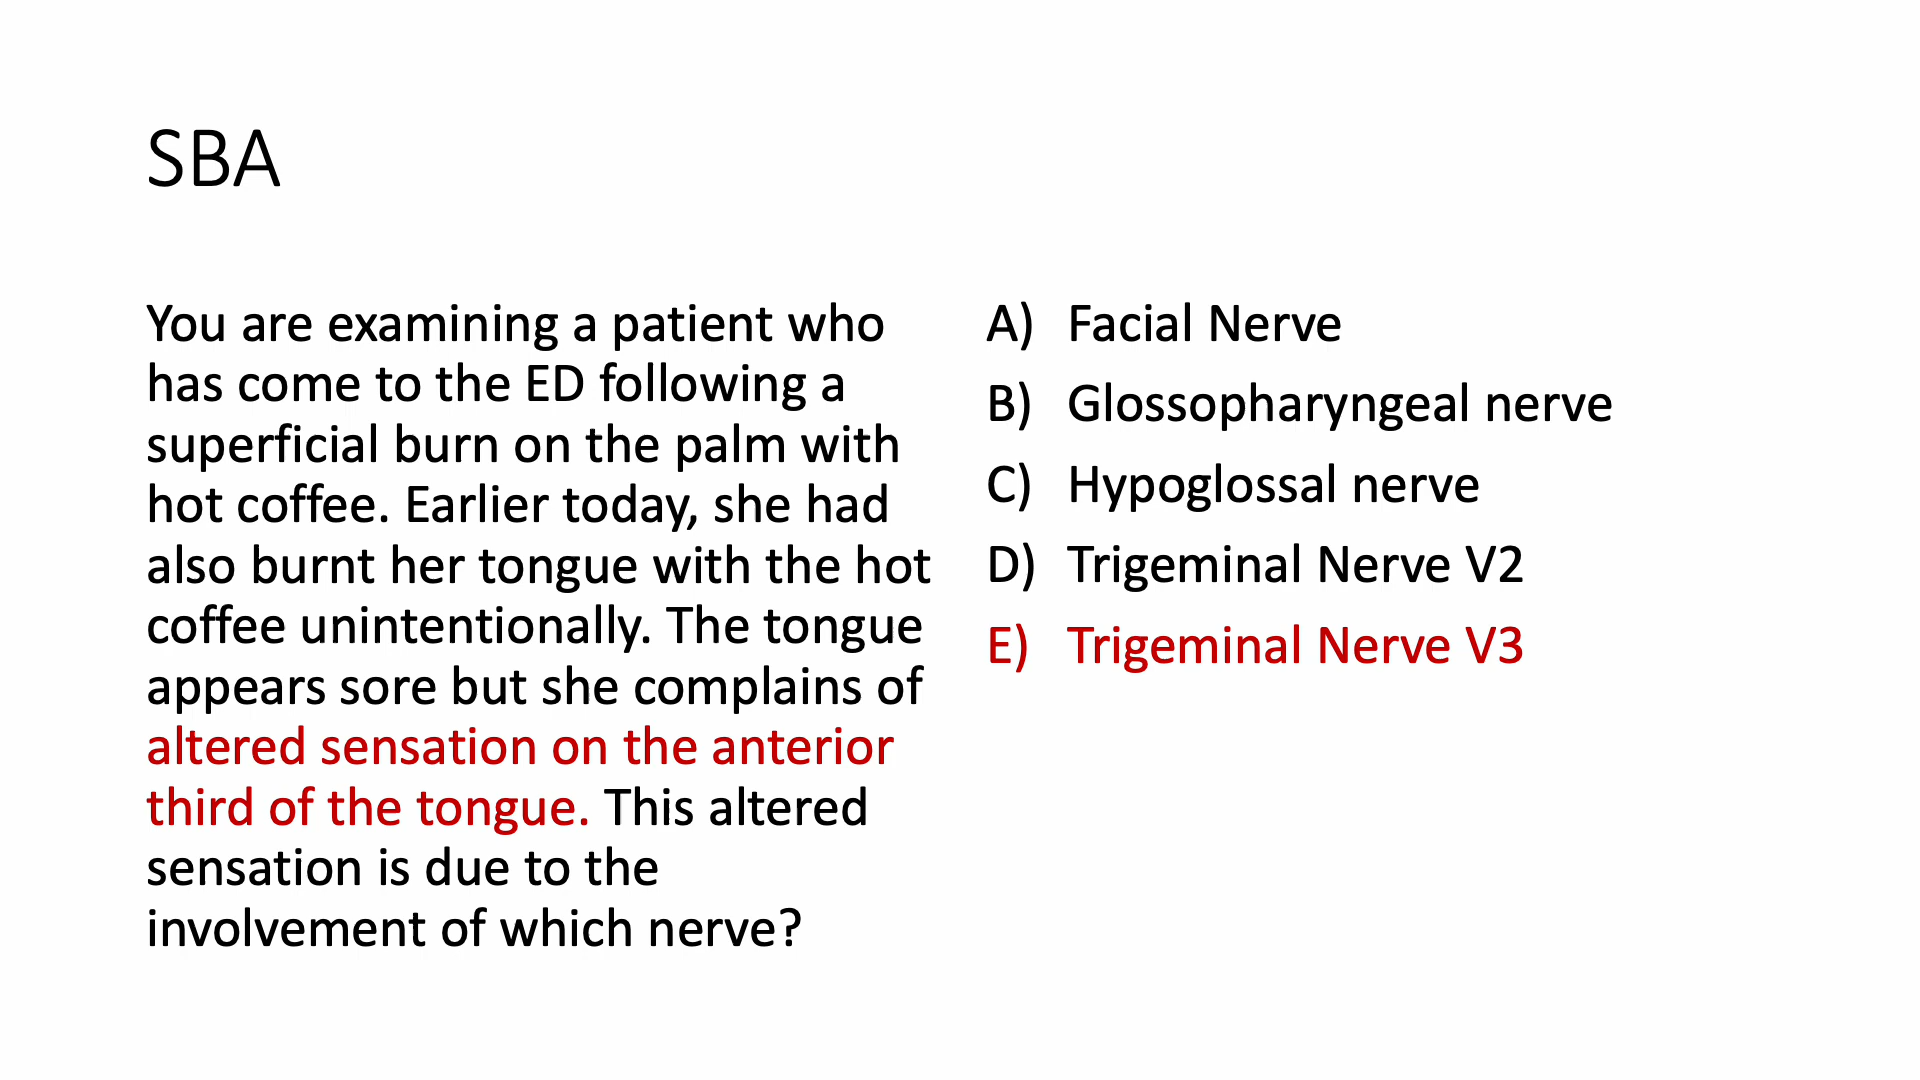 SBA
You are examining a patient who
has come to the ED following a
superficial burn on the palm with
hot coffee. Earlier today, she had
also burnt her tongue with the hot
coffee unintentionally. The tongue
appears sore but she complains of
altered sensation on the anterior
third of the tongue. This altered
sensation is due to the
involvement of which nerve?
A) Facial Nerve
B) Glossopharyngeal nerve
C) Hypoglossal nerve
D) Trigeminal Nerve V2
E) Trigeminal Nerve V3